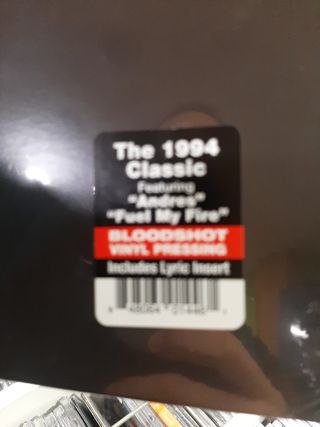 The 1994
Classic
Featuring
"Andres"
"Fuel My Fire"
BLOODSHOT
VINYL PRESSING
Includes Lyric Insert